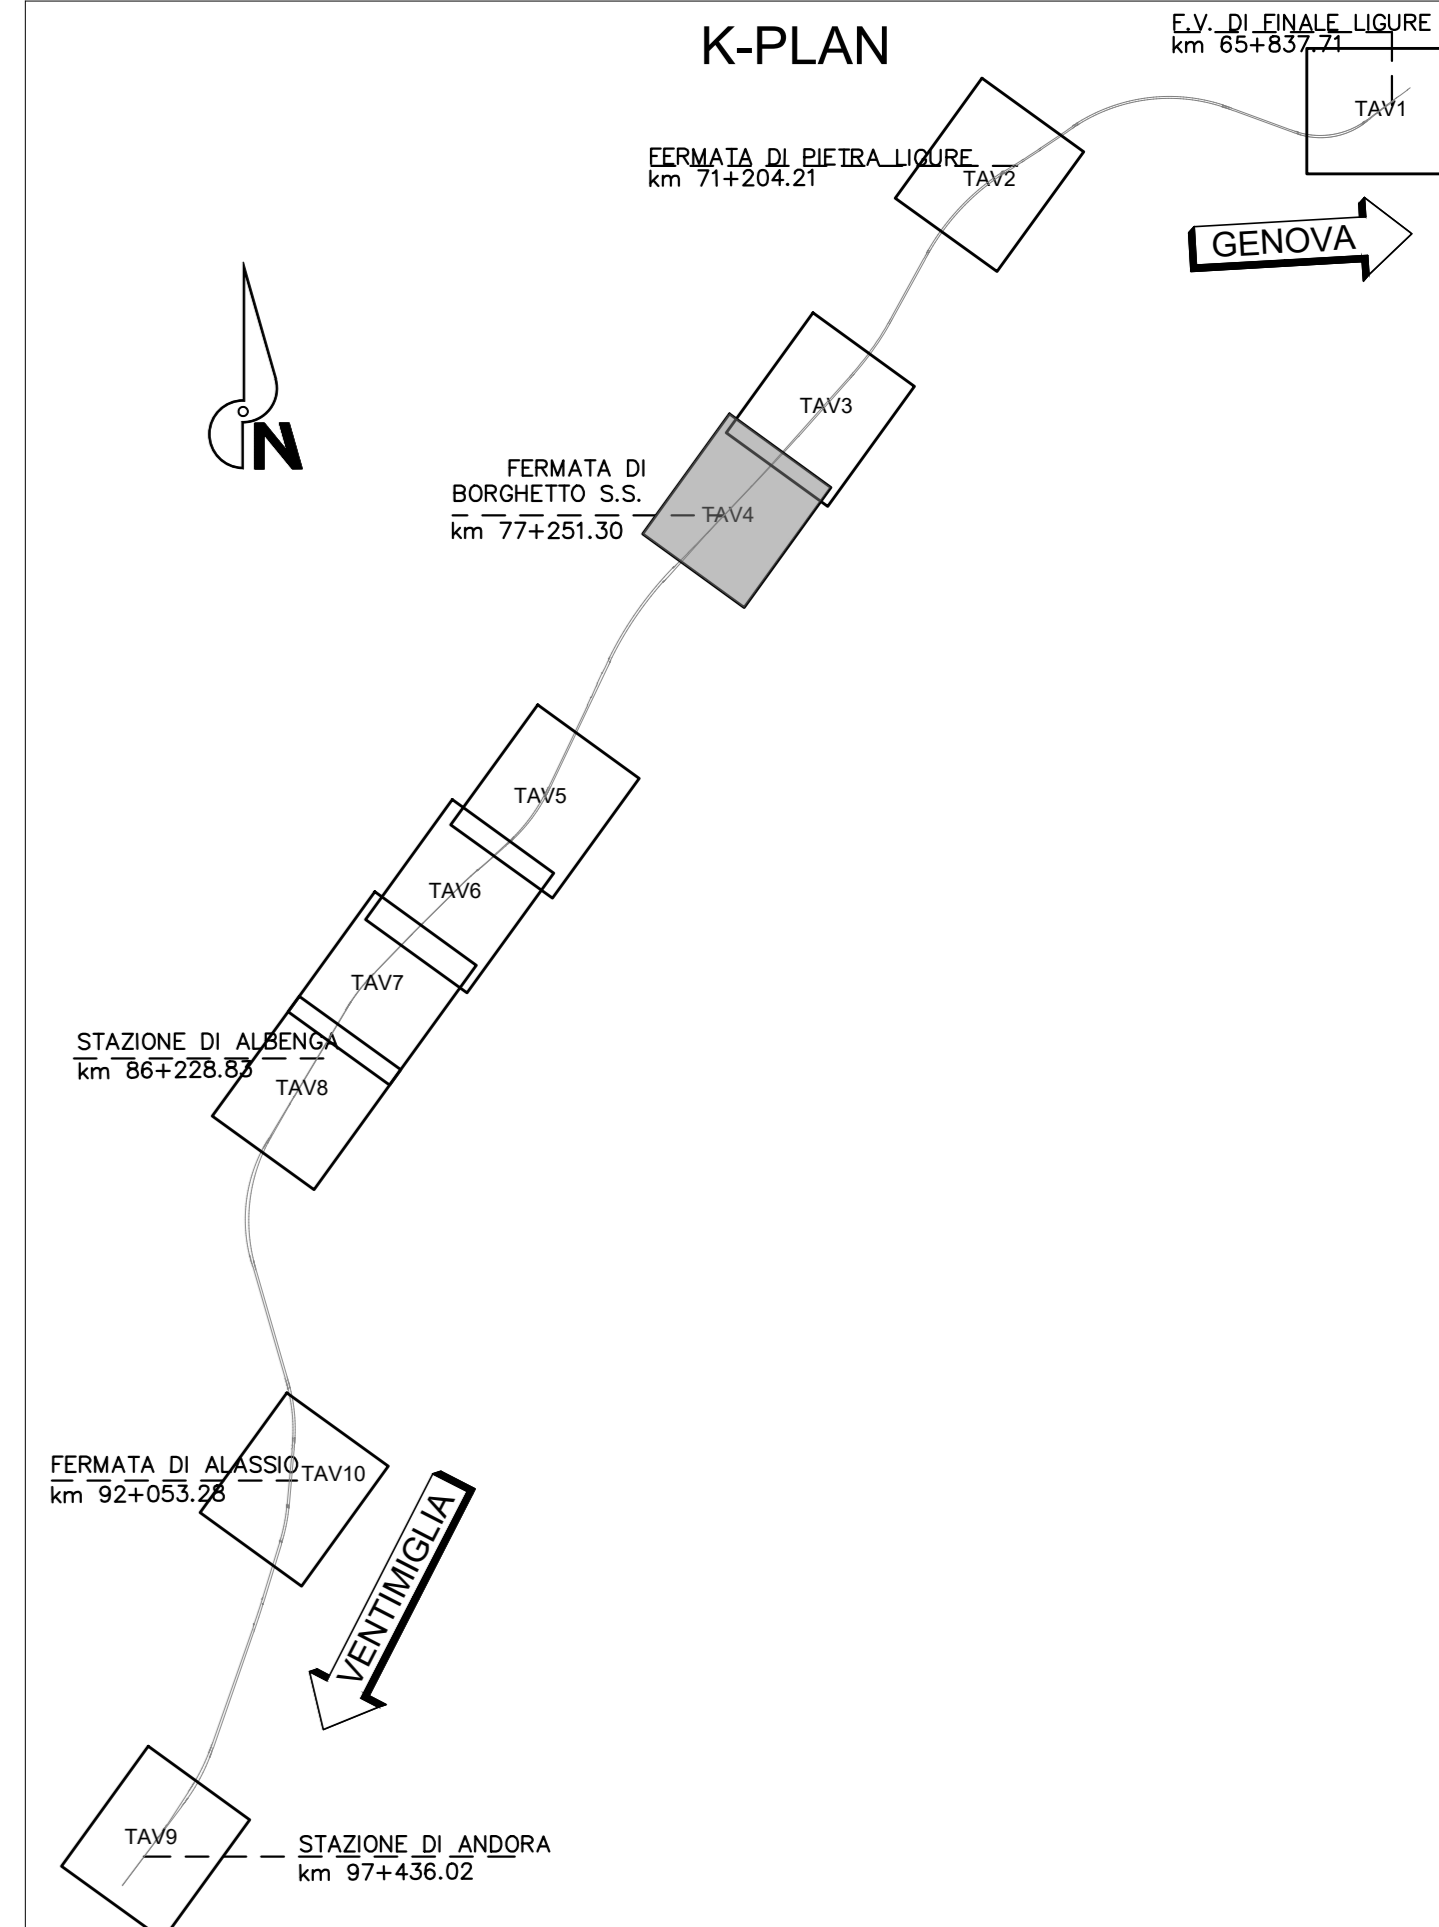 K-PLAN
F.V. DI FINALE LIGURE
km 65+837.71
TAV1
FERMATA DI PIETRA LIGURE
km 71+204.21
TAV2
GENOVA
TAV3
N
FERMATA DI
BORGHETTO S.S.
km 77+251.30
TAV4
TAV5
TAV6
TAV7
STAZIONE DI ALBENGA
km 86+228.83
TAV8
FERMATA DI ALASSIO
km 92+053.28
TAV10
VENTIMIGLIA
TAV9
STAZIONE DI ANDORA
km 97+436.02